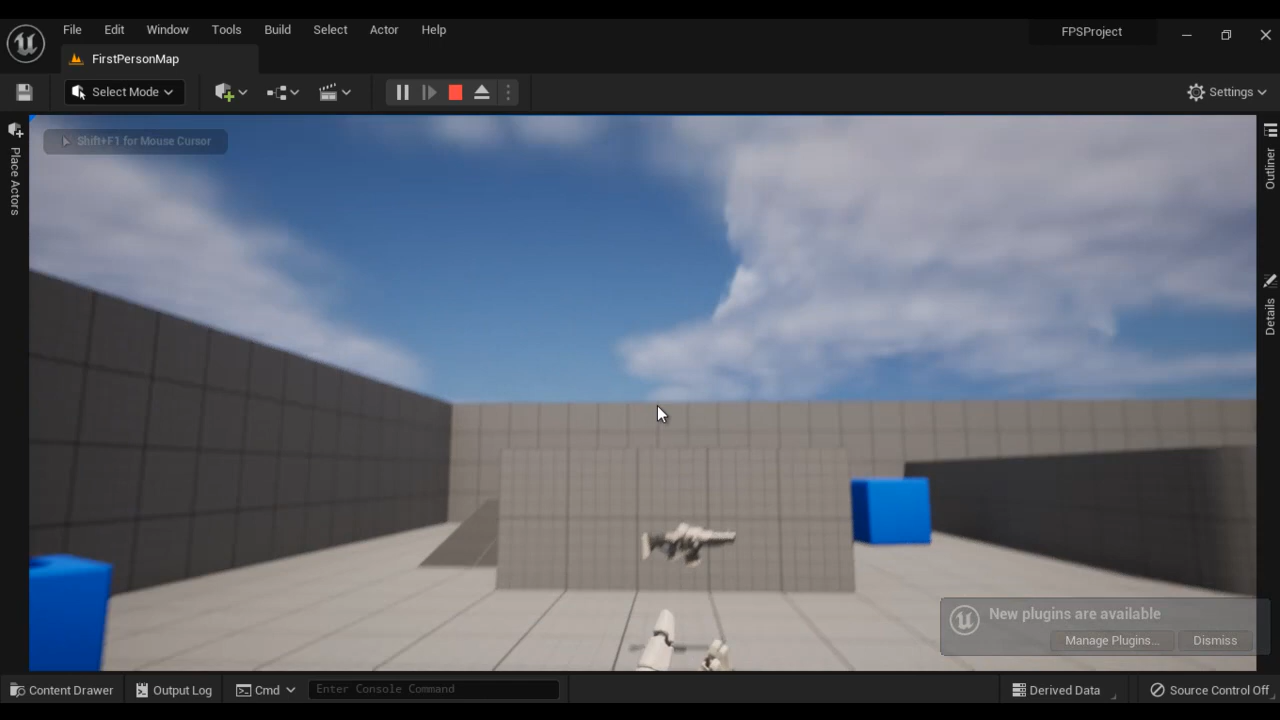 File Edit Window Tools Build Select Actor Help
FPSProject
FirstPersonMap
Select Mode
Settings
Shift+F1 for Mouse Cursor
Place Actors
Outliner
Details
New plugins are available
Manage Plugins...
Dismiss
Content Drawer
Output Log
Cmd
Enter Console Command
Derived Data
Source Control Off